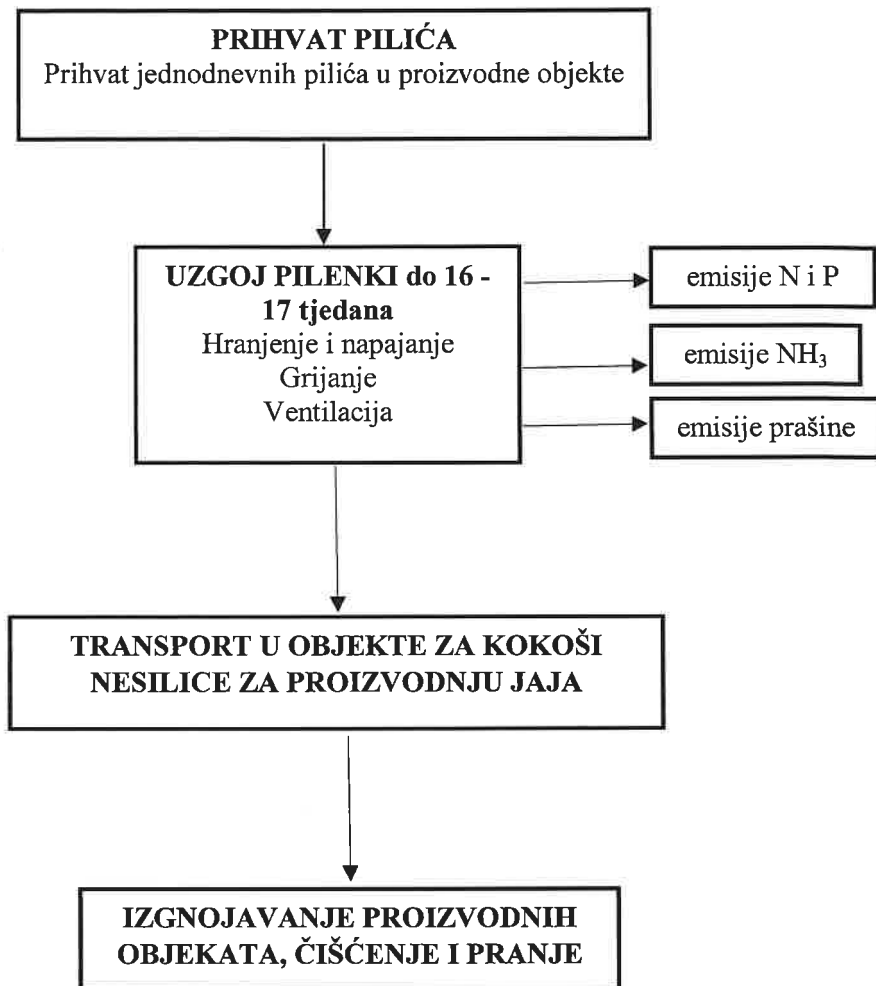 PRIHVAT PILIĆA
Prihvat jednodnevnih pilića u proizvodne objekte
UZGOJ PILENKI do 16 -
17 tjedana
Hranjenje i napajanje
Grijanje
Ventilacija
emisije N i P
emisije NH₃
emisije prašine
TRANSPORT U OBJEKTE ZA KOKOŠI
NESILICE ZA PROIZVODNJU JAJA
IZGNOJAVANJE PROIZVODNIH
OBJEKATA, ČIŠĆENJE I PRANJE